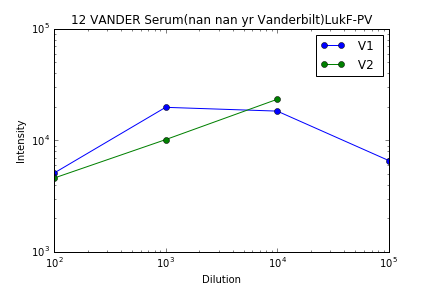 12 VANDER Serum(nan nan yr Vanderbilt)LukF-PV
V1
V2
10^5
10^4
10^3
Intensity
10^2
10^3
10^4
10^5
Dilution